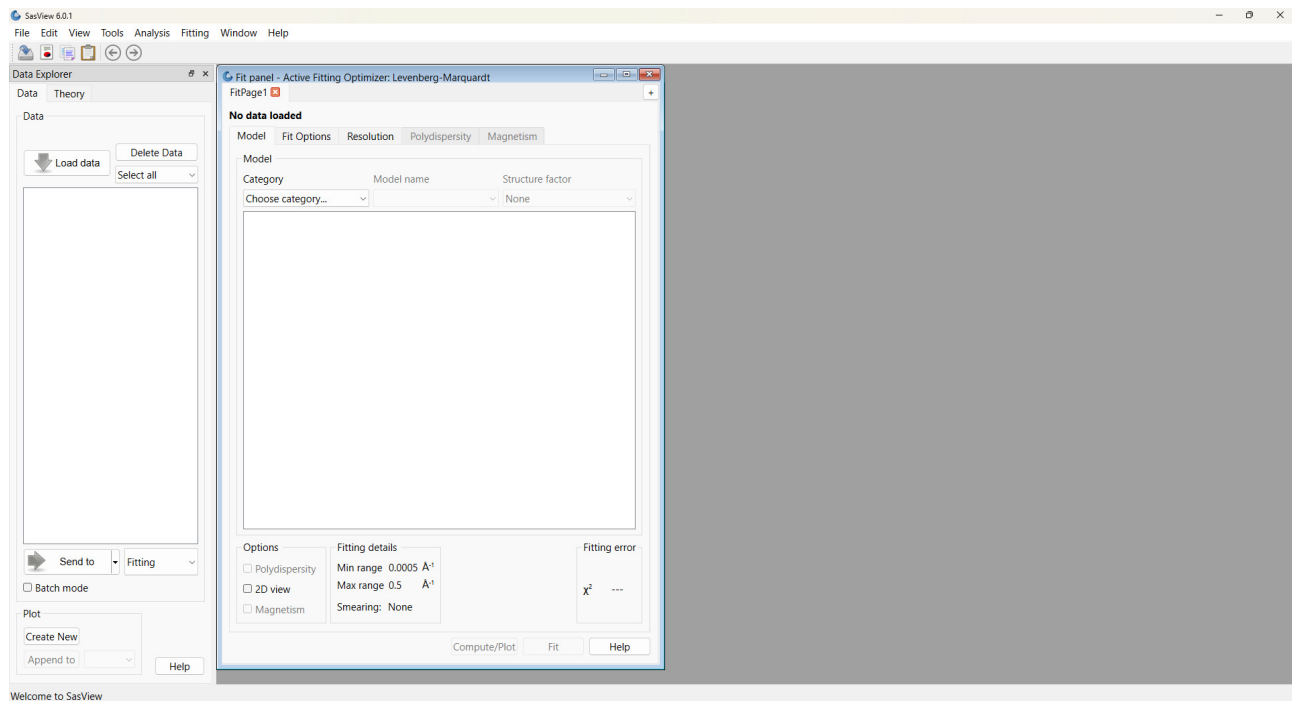 SasView 6.0.1
File Edit View Tools Analysis Fitting Window Help
Data Explorer
Data Theory
Data
Load data
Delete Data
Select all
Send to
Fitting
Batch mode
Plot
Create New
Append to
Help
Fit panel - Active Fitting Optimizer: Levenberg-Marquardt
FitPage1
+
No data loaded
Model Fit Options Resolution Polydispersity Magnetism
Model
Category Model name Structure factor
Choose category... None
Options
Polydispersity
2D view
Magnetism
Fitting details
Min range 0.0005 Å⁻¹
Max range 0.5 Å⁻¹
Smearing: None
Fitting error
χ² ---
Compute/Plot Fit Help
Welcome to SasView